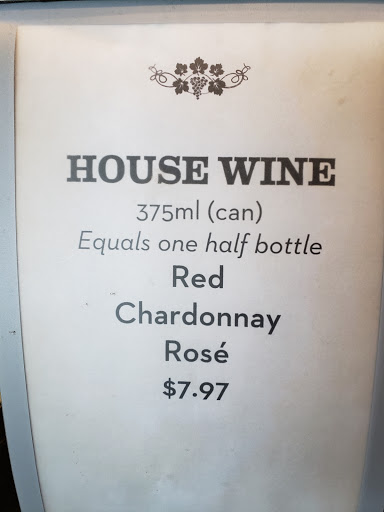 HOUSE WINE
375ml (can)
Equals one half bottle
Red
Chardonnay
Rosé
$7.97